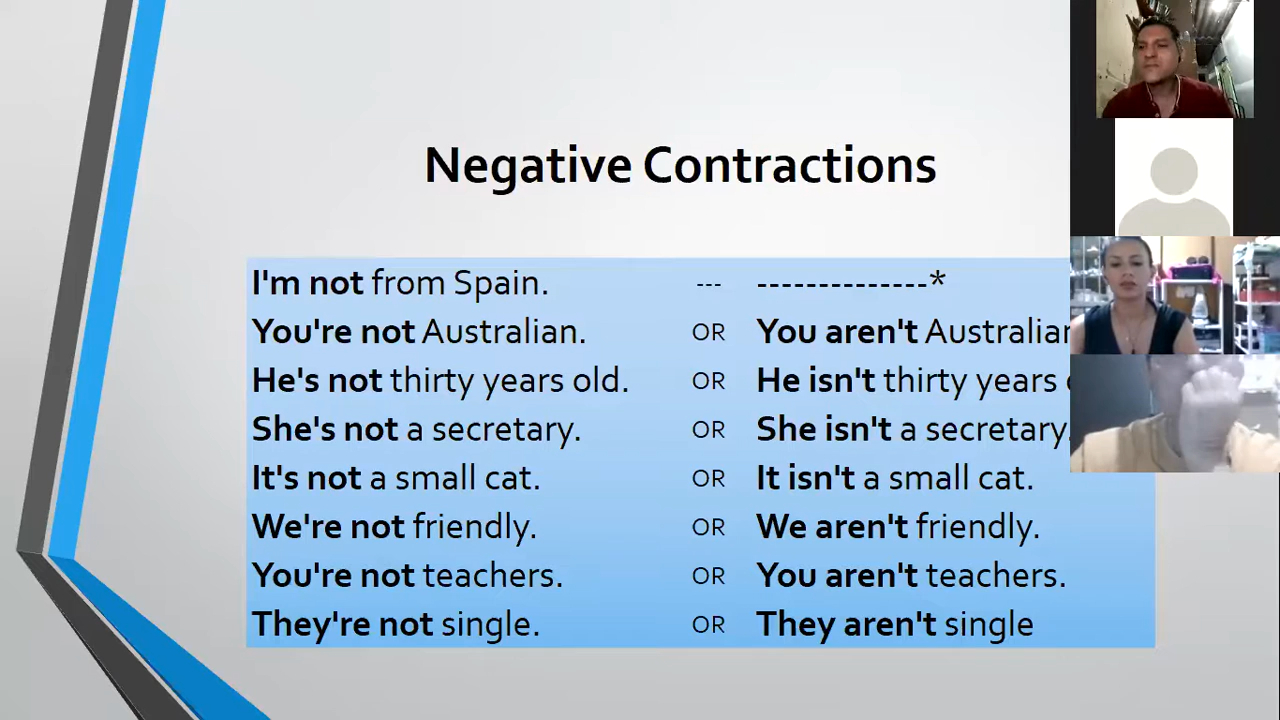 Negative Contractions
I'm not from Spain. --- --------------*
You're not Australian. OR You aren't Australian
He's not thirty years old. OR He isn't thirty years
She's not a secretary. OR She isn't a secretary.
It's not a small cat. OR It isn't a small cat.
We're not friendly. OR We aren't friendly.
You're not teachers. OR You aren't teachers.
They're not single. OR They aren't single